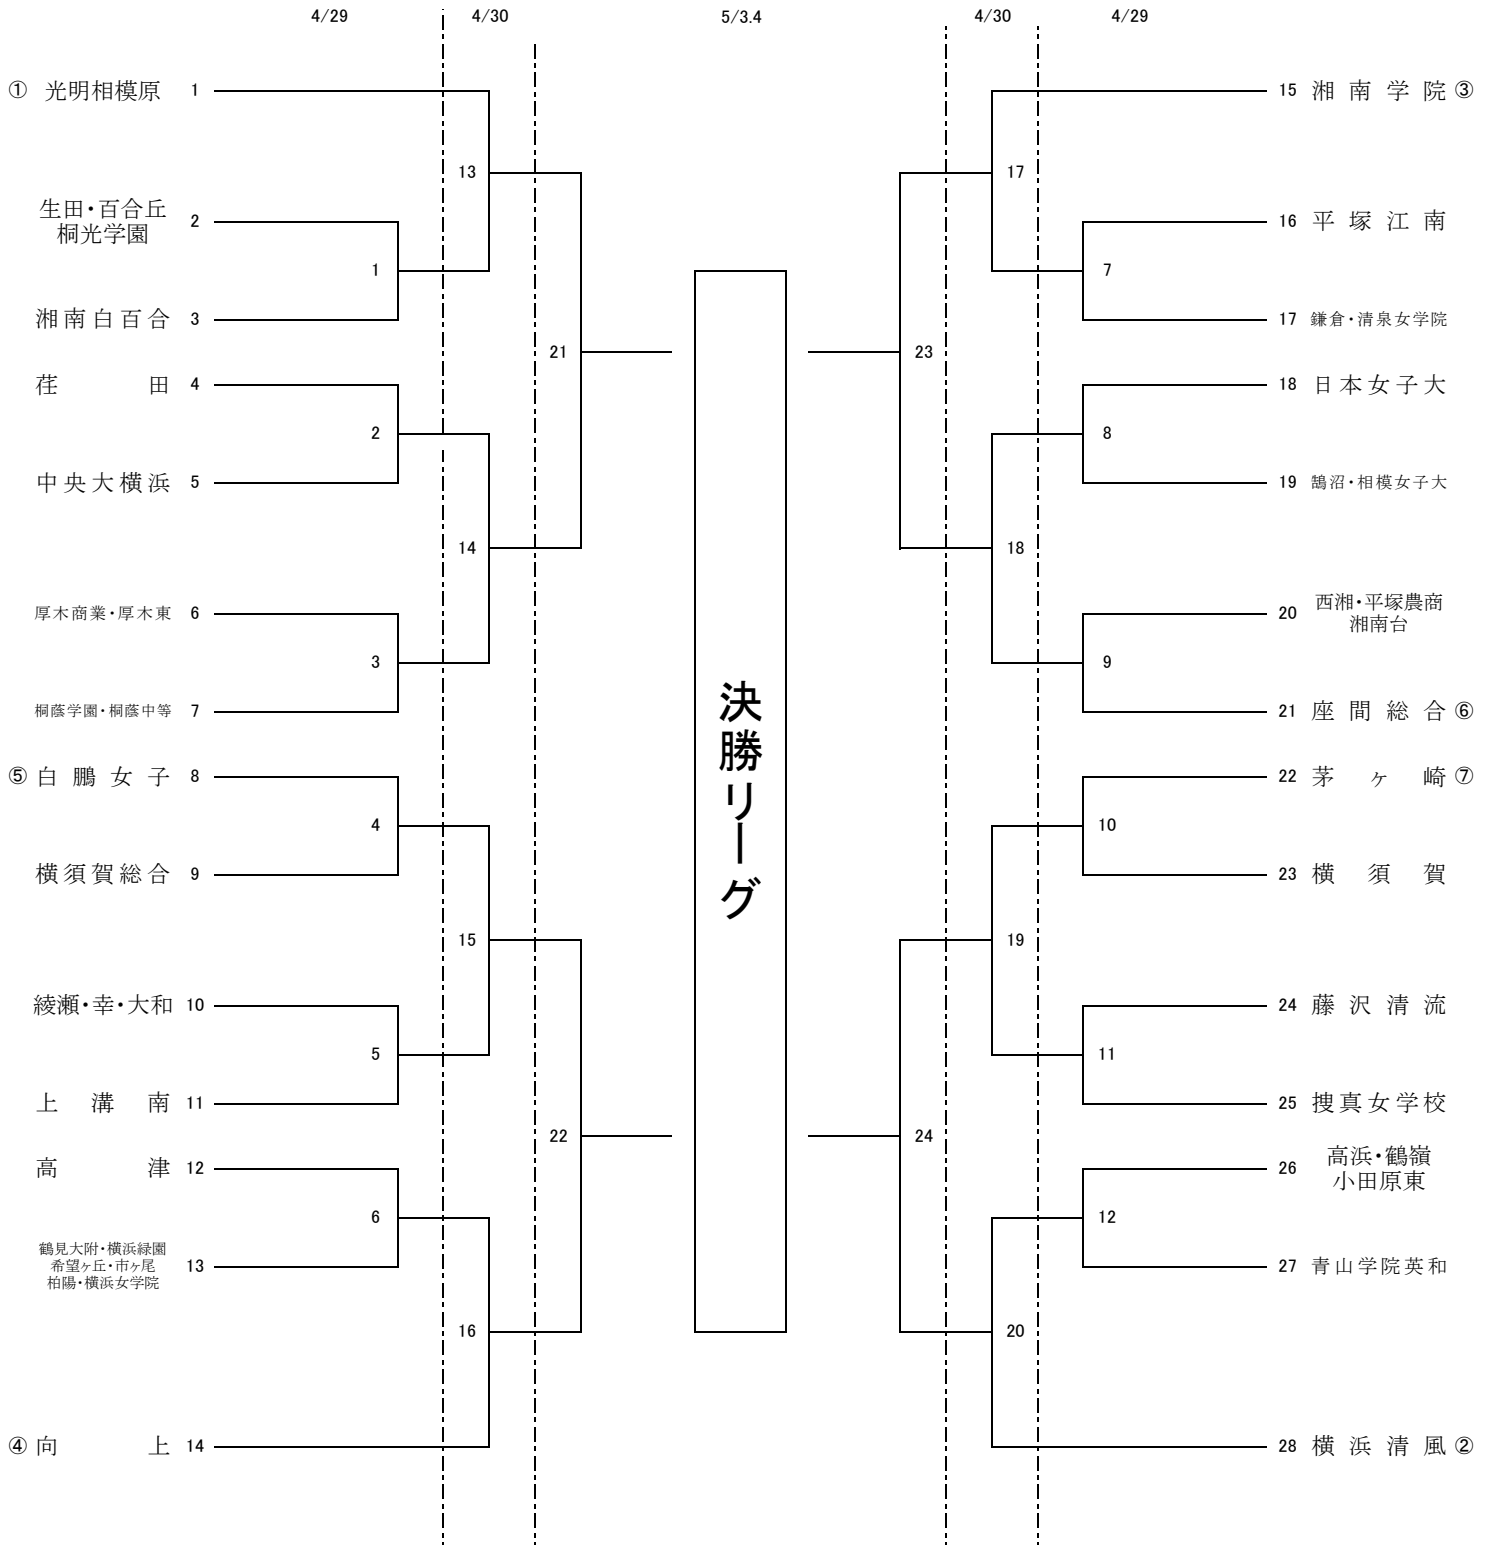 4/29
4/30
5/3.4
4/30
4/29
① 光明相模原 1
13
生田・百合丘
桐光学園
2
1
湘南白百合 3
21
荏田 4
2
中央大横浜 5
14
厚木商業・厚木東 6
3
桐蔭学園・桐蔭中等 7
⑤ 白鵬女子 8
4
横須賀総合 9
15
綾瀬・幸・大和 10
5
上溝南 11
22
高津 12
6
鶴見大附・横浜緑園
希望ヶ丘・市ヶ尾
柏陽・横浜女学院
13
16
④ 向上 14
決勝リーグ
15 湘南学院 ③
17
16 平塚江南
7
17 鎌倉・清泉女学院
23
18 日本女子大
8
19 鵠沼・相模女子大
18
20
西湘・平塚農商
湘南台
9
21 座間総合 ⑥
22 茅ヶ崎 ⑦
10
23 横須賀
19
24 藤沢清流
11
25 捜真女学校
24
26
高浜・鶴嶺
小田原東
12
27 青山学院英和
20
28 横浜清風 ②